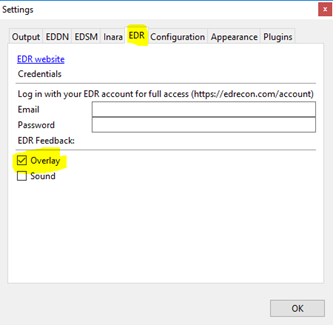 Settings
Output EDDN EDSM Inara EDR Configuration Appearance Plugins
EDR website
Credentials
Log in with your EDR account for full access (https://edrecon.com/account)
Email
Password
EDR Feedback:
Overlay
Sound
OK